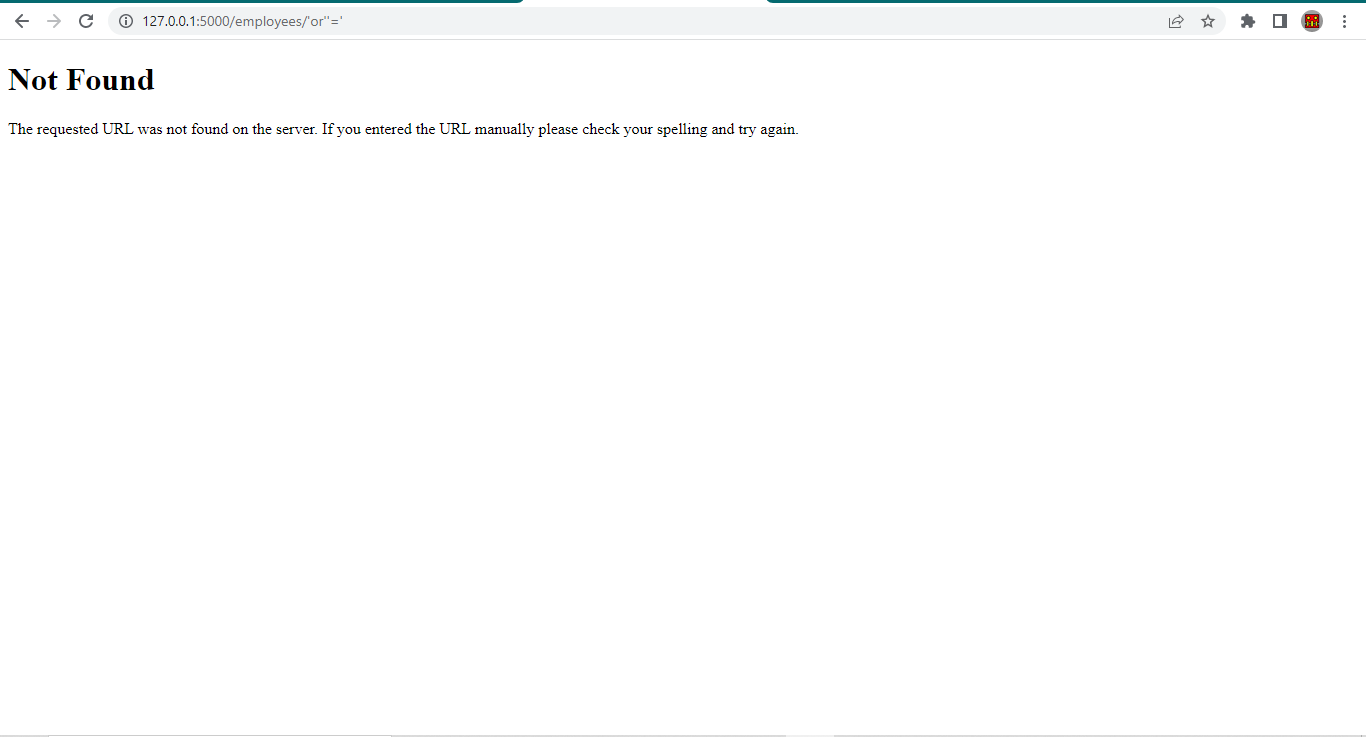 127.0.0.1:5000/employees/'or''='
Not Found
The requested URL was not found on the server. If you entered the URL manually please check your spelling and try again.